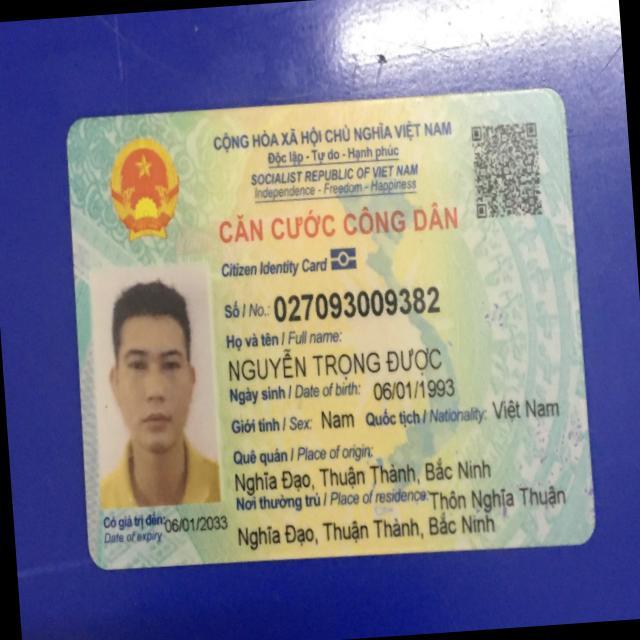 CỘNG HÒA XÃ HỘI CHỦ NGHĨA VIỆT NAM
Độc lập - Tự do - Hạnh phúc
SOCIALIST REPUBLIC OF VIET NAM
Independence - Freedom - Happiness
CĂN CƯỚC CÔNG DÂN
Citizen Identity Card
Số / No.: 027093009382
Họ và tên / Full name:
NGUYỄN TRỌNG ĐƯỢC
Ngày sinh / Date of birth: 06/01/1993
Giới tính / Sex: Nam Quốc tịch / Nationality: Việt Nam
Quê quán / Place of origin:
Nghĩa Đạo, Thuận Thành, Bắc Ninh
Nơi thường trú / Place of residence: Thôn Nghĩa Thuận
Nghĩa Đạo, Thuận Thành, Bắc Ninh
Có giá trị đến: 06/01/2033
Date of expiry